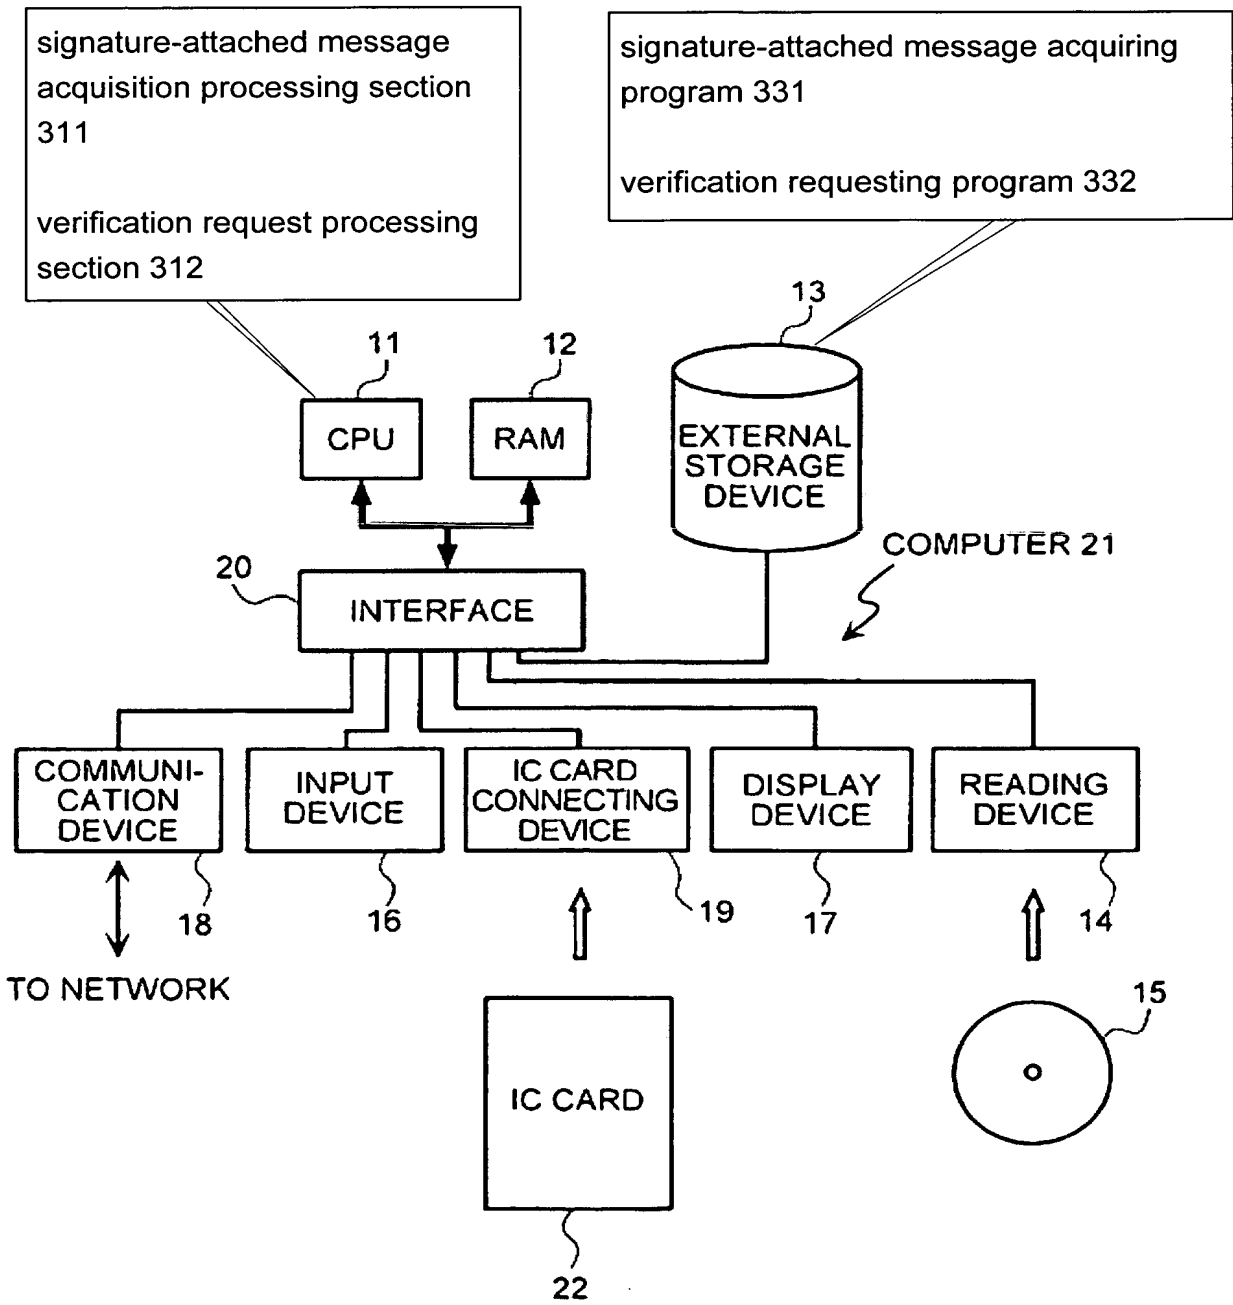 signature-attached message
acquisition processing section
311
verification request processing
section 312
signature-attached message acquiring
program 331
verification requesting program 332
13
11
12
CPU
RAM
EXTERNAL
STORAGE
DEVICE
COMPUTER 21
20
INTERFACE
COMMUNI-
CATION
DEVICE
INPUT
DEVICE
IC CARD
CONNECTING
DEVICE
DISPLAY
DEVICE
READING
DEVICE
18
16
19
17
14
TO NETWORK
15
IC CARD
22